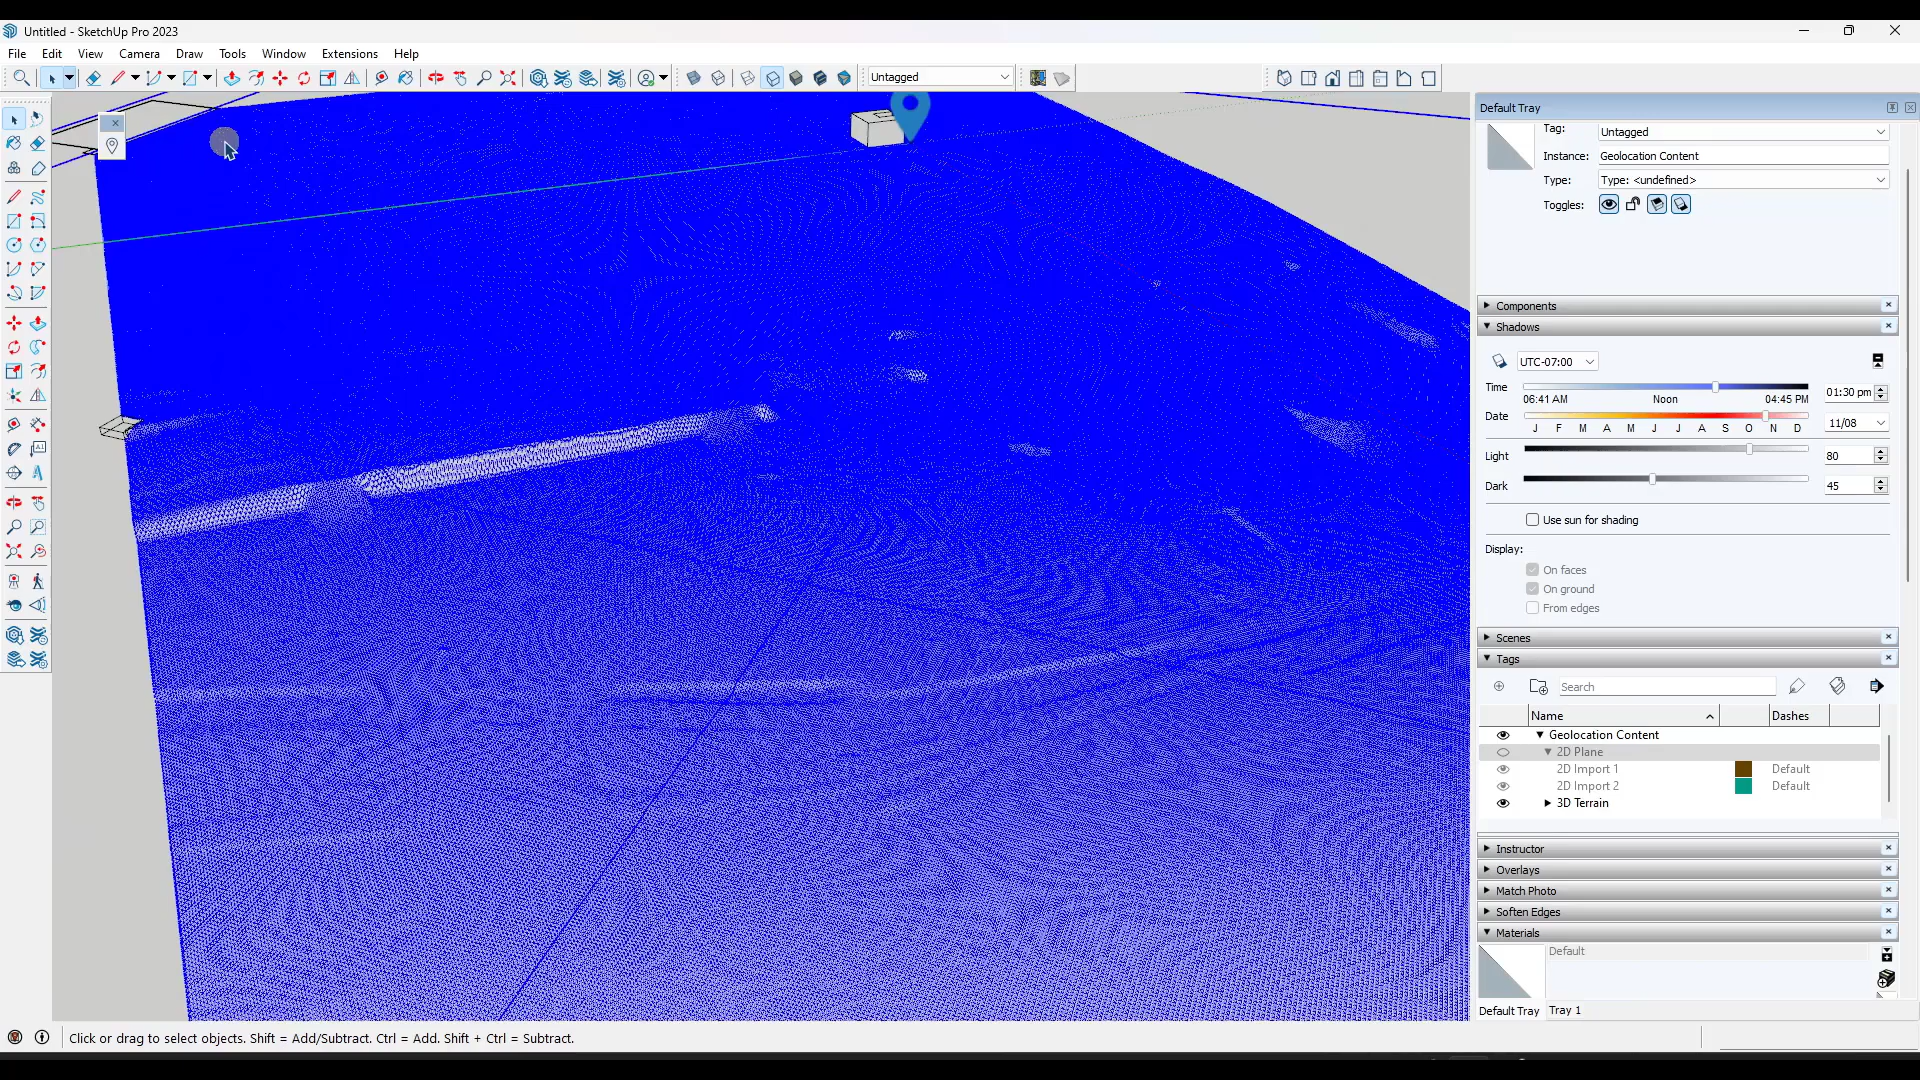 Untitled - SketchUp Pro 2023
File Edit View Camera Draw Tools Window Extensions Help
Untagged
Default Tray
Tag: Untagged
Instance: Geolocation Content
Type: Type: <undefined>
Toggles:
Components
Shadows
UTC-07:00
Time 01:30 pm
06:41 AM Noon 04:45 PM
Date 11/08
J F M A M J J A S O N D
Light 80
Dark 45
Use sun for shading
Display:
On faces
On ground
From edges
Scenes
Tags
Search
Name Dashes
Geolocation Content
2D Plane
2D Import 1 Default
2D Import 2 Default
3D Terrain
Instructor
Overlays
Match Photo
Soften Edges
Materials
Default
Default Tray Tray 1
Click or drag to select objects. Shift = Add/Subtract. Ctrl = Add. Shift + Ctrl = Subtract.